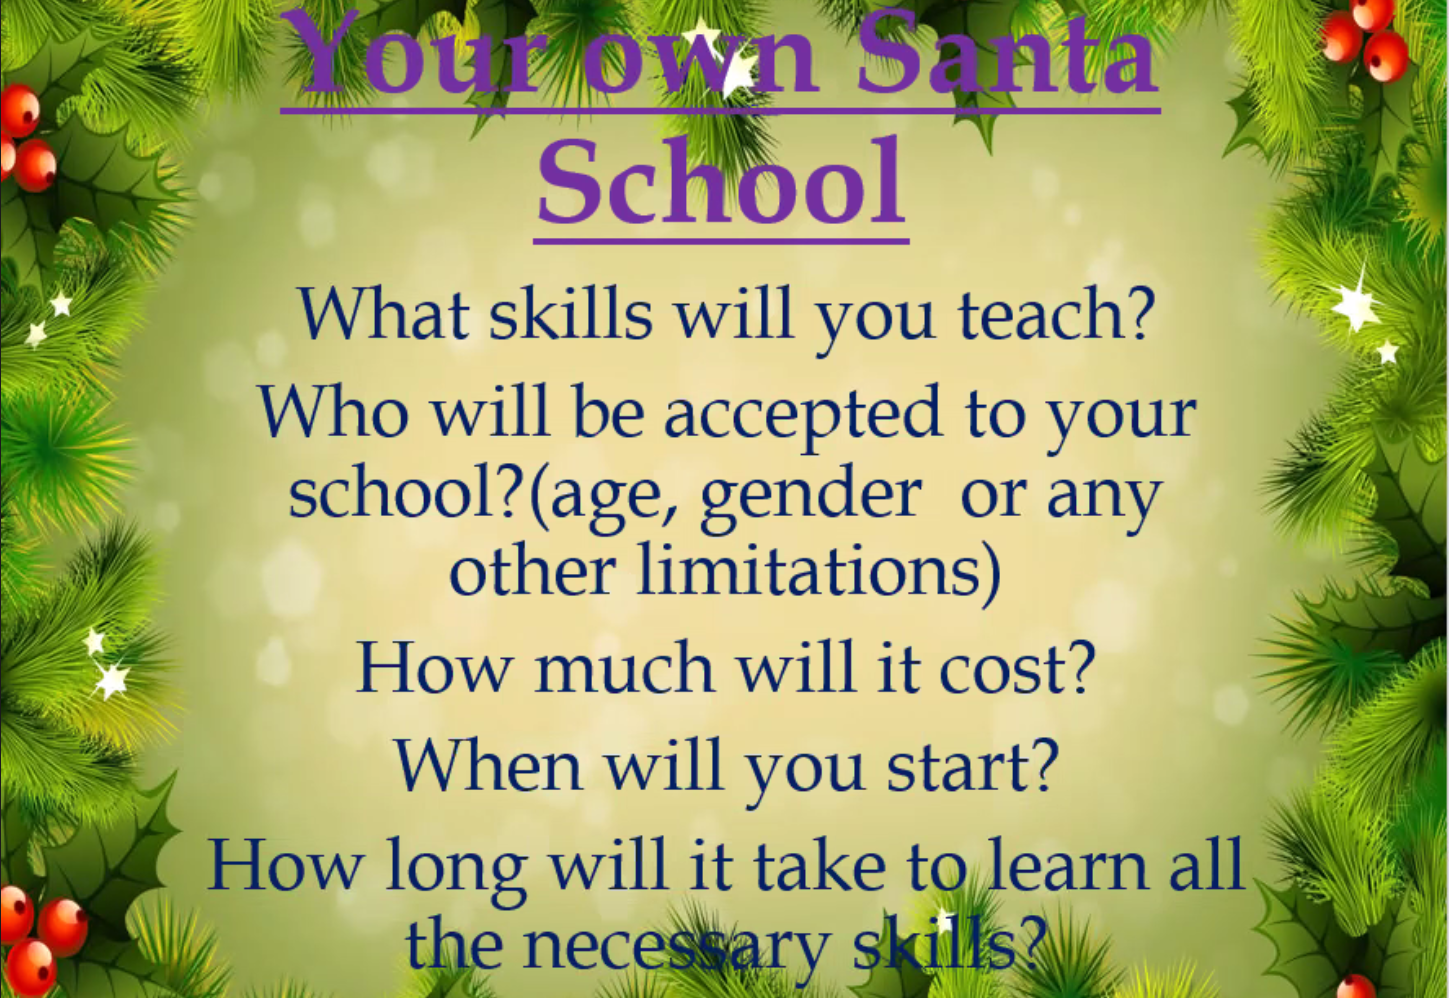 Your own Santa
School
What skills will you teach?
Who will be accepted to your
school?(age, gender  or any
other limitations)
How much will it cost?
When will you start?
How long will it take to learn all
the necessary skills?